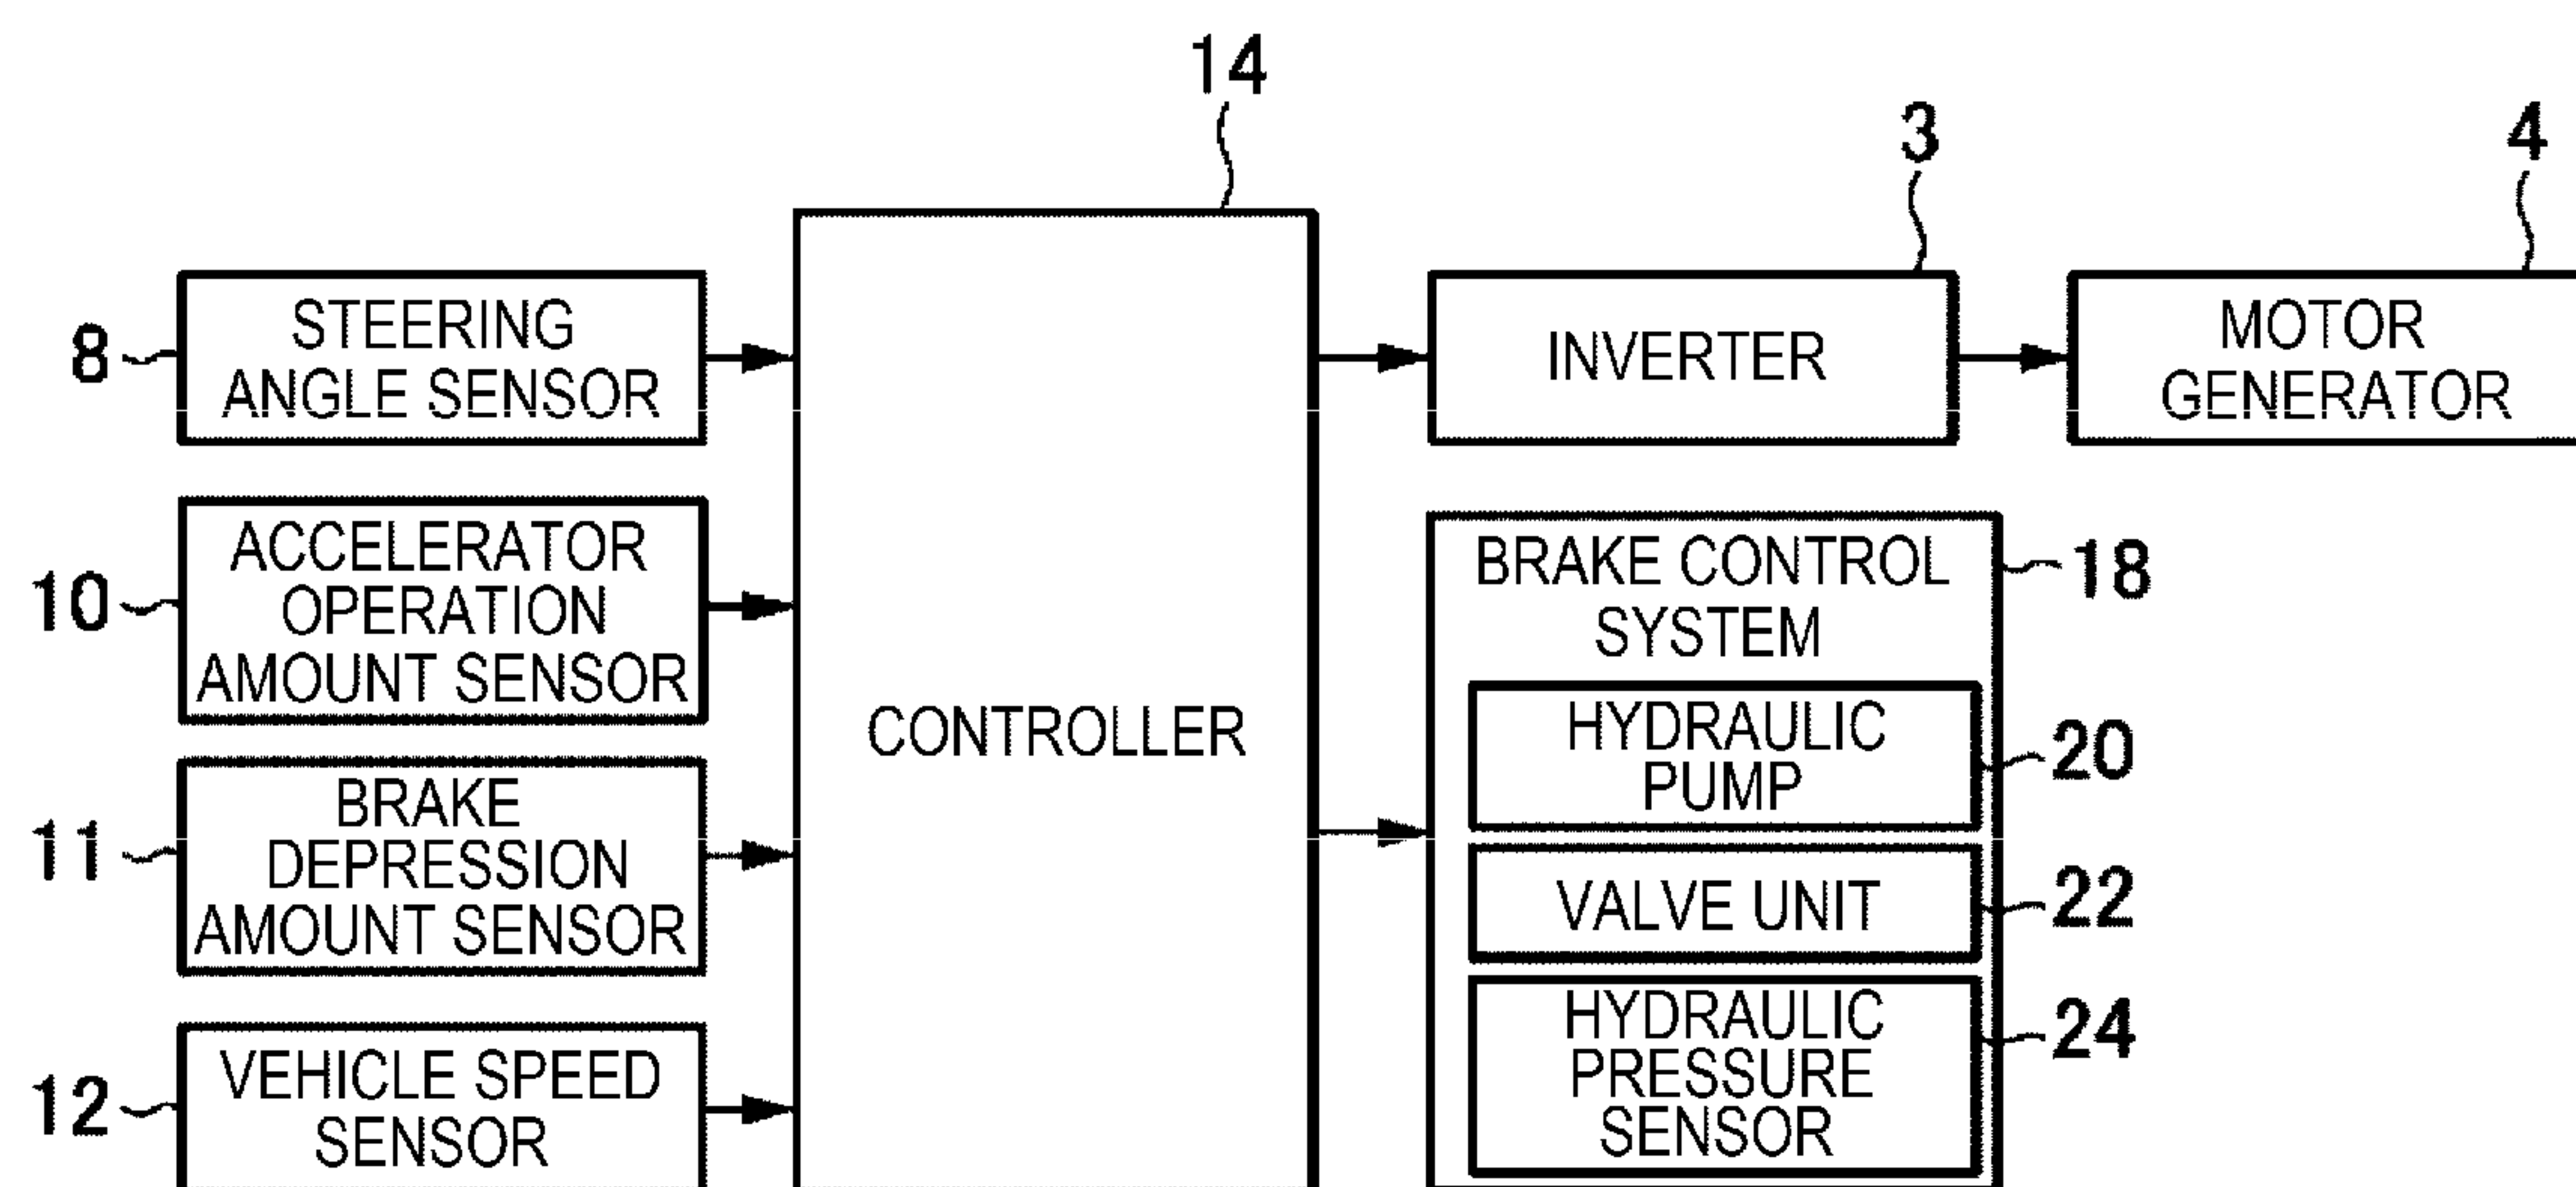 14
3
4
8
STEERING
ANGLE SENSOR
INVERTER
MOTOR
GENERATOR
10
ACCELERATOR
OPERATION
AMOUNT SENSOR
CONTROLLER
BRAKE CONTROL
SYSTEM
18
HYDRAULIC
PUMP
20
11
BRAKE
DEPRESSION
AMOUNT SENSOR
VALVE UNIT
22
12
VEHICLE SPEED
SENSOR
HYDRAULIC
PRESSURE
SENSOR
24